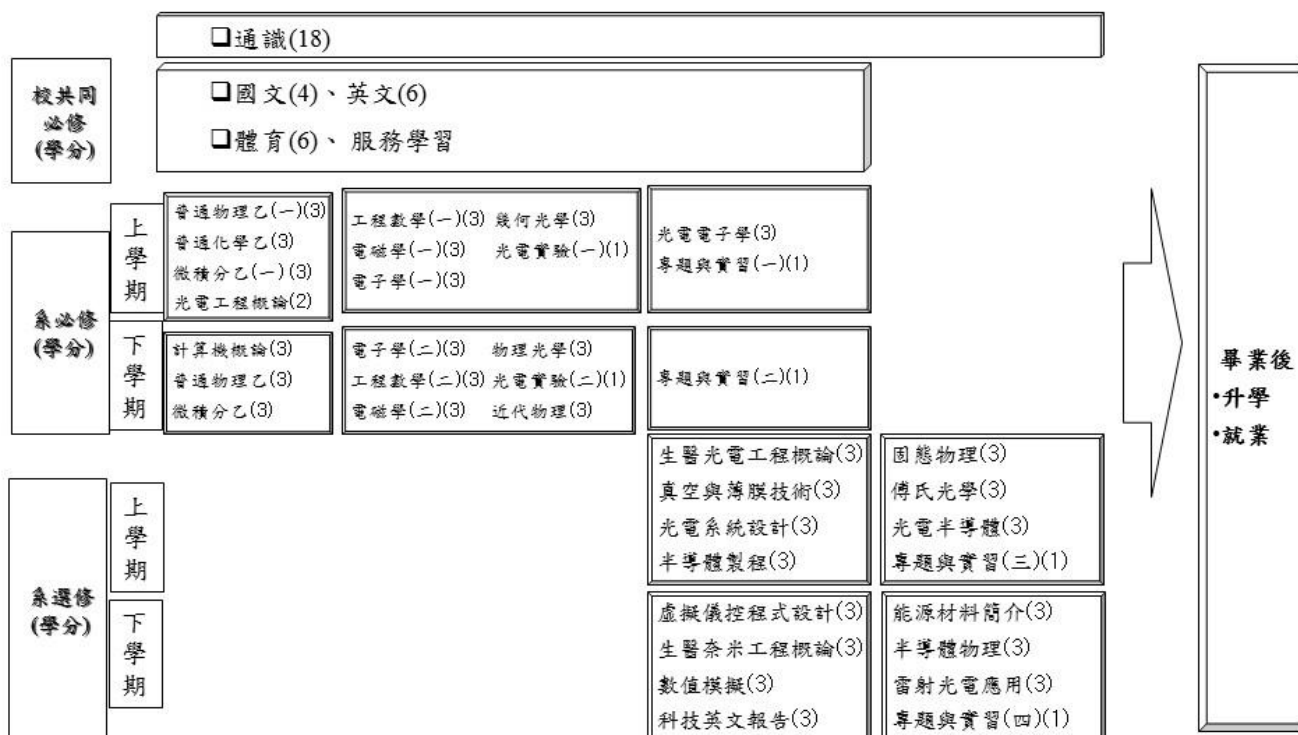 ❑通識(18)
校共同
必修
(學分)
❑國文(4)、英文(6)
❑體育(6)、 服務學習
系必修
(學分)
上
學
期
普通物理乙(一)(3)
普通化學乙(3)
微積分乙(一)(3)
光電工程概論(2)
工程數學(一)(3) 幾何光學(3)
電磁學(一)(3) 光電實驗(一)(1)
電子學(一)(3)
光電電子學(3)
專題與實習(一)(1)
下
學
期
計算機概論(3)
普通物理乙(3)
微積分乙(3)
電子學(二)(3) 物理光學(3)
工程數學(二)(3) 光電實驗(二)(1)
電磁學(二)(3) 近代物理(3)
專題與實習(二)(1)
系選修
(學分)
上
學
期
生醫光電工程概論(3)
真空與薄膜技術(3)
光電系統設計(3)
半導體製程(3)
固態物理(3)
傅氏光學(3)
光電半導體(3)
專題與實習(三)(1)
下
學
期
虛擬儀控程式設計(3)
生醫奈米工程概論(3)
數值模擬(3)
科技英文報告(3)
能源材料簡介(3)
半導體物理(3)
雷射光電應用(3)
專題與實習(四)(1)
畢業後
•升學
•就業